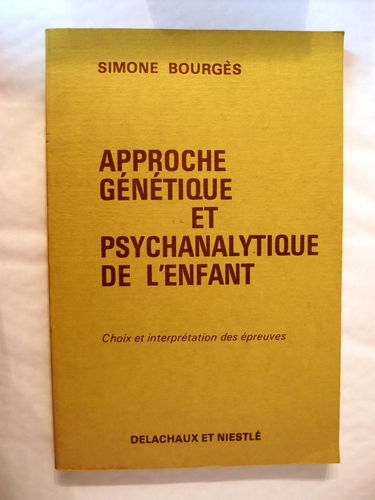 SIMONE BOURGÈS
APPROCHE
GÉNÉTIQUE
ET
PSYCHANALYTIQUE
DE L'ENFANT
Choix et interprétation des épreuves
DELACHAUX ET NIESTLÉ